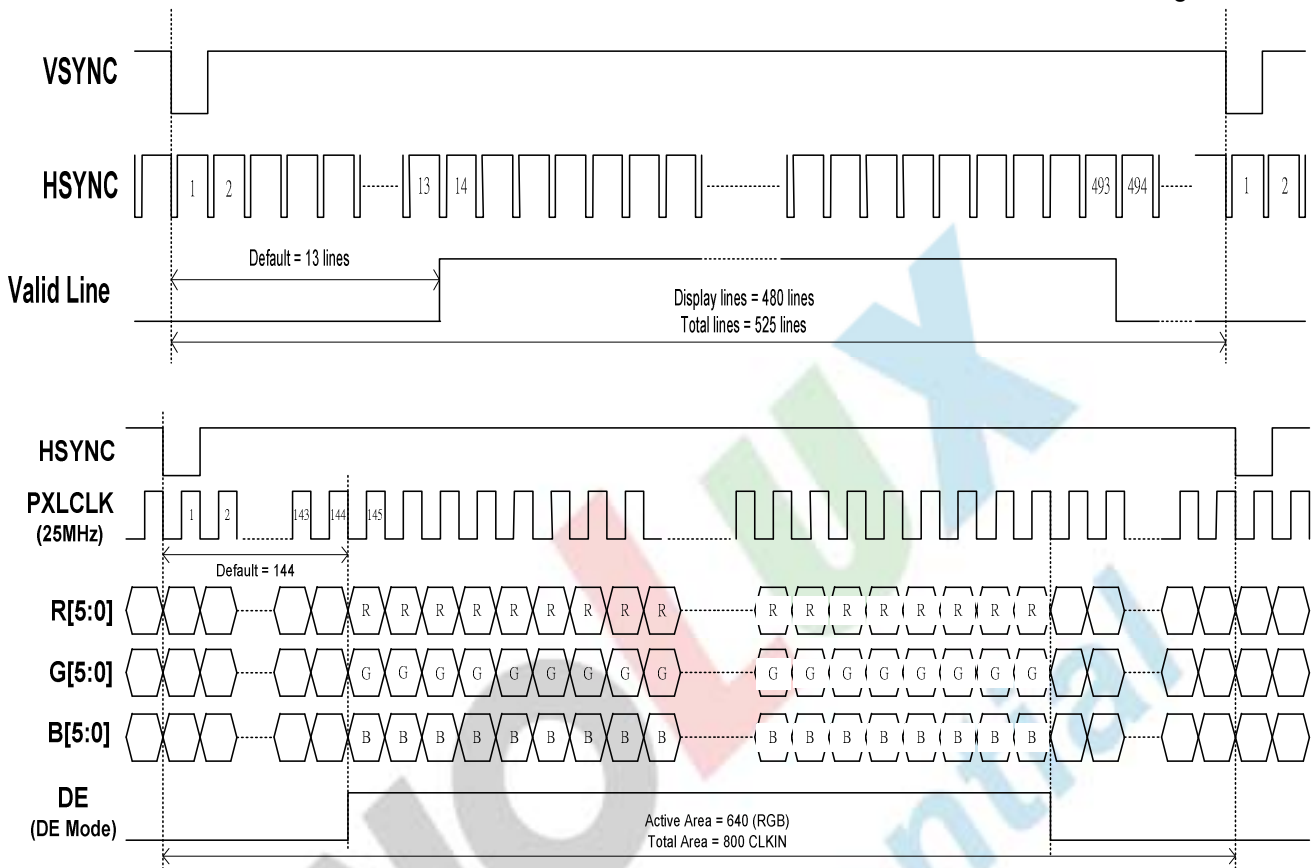 VSYNC
HSYNC
1 2 13 14 493 494 1 2
Default = 13 lines
Valid Line
Display lines = 480 lines
Total lines = 525 lines
HSYNC
PXLCLK
(25MHz)
1 2 143 144 145
Default = 144
R[5:0]
R R R R R R R R R R R R R R R R R
G[5:0]
G G G G G G G G G G G G G G G G G
B[5:0]
B B B B B B B B B B B B B B B B B
DE
(DE Mode)
Active Area = 640 (RGB)
Total Area = 800 CLKIN
NOLUX
ntial